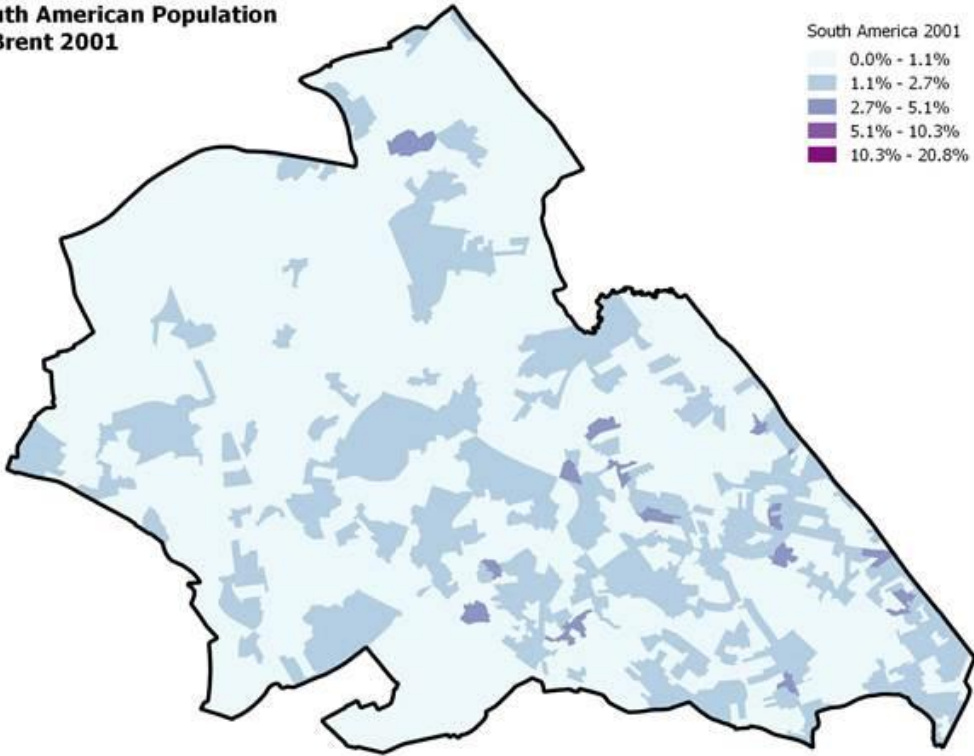 uth American Population
Brent 2001
South America 2001
0.0% - 1.1%
1.1% - 2.7%
2.7% - 5.1%
5.1% - 10.3%
10.3% - 20.8%